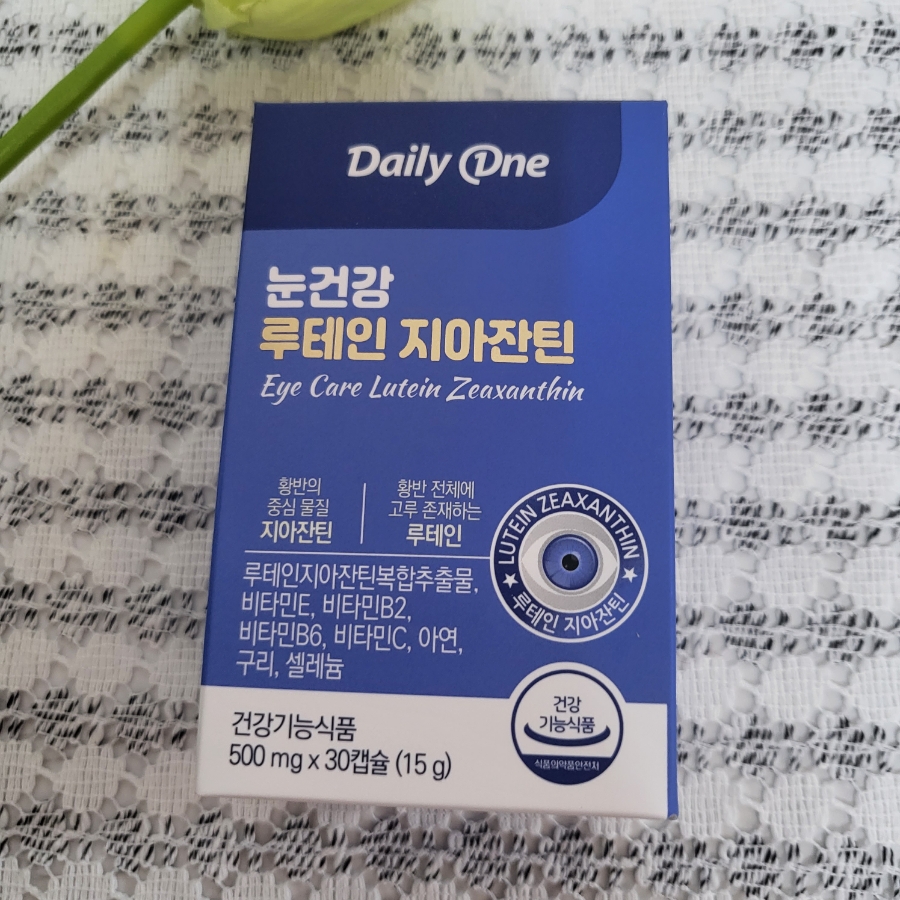 Daily One
눈건강
루테인 지아잔틴
Eye Care Lutein Zeaxanthin
황반의
중심 물질
지아잔틴
황반 전체에
고루 존재하는
루테인
LUTEIN ZEAXANTHIN
루테인 지아잔틴
루테인지아잔틴복합추출물,
비타민E, 비타민B2,
비타민B6, 비타민C, 아연,
구리, 셀레늄
건강기능식품
500 mg x 30캡슐 (15 g)
건강
기능식품
식품의약품안전처